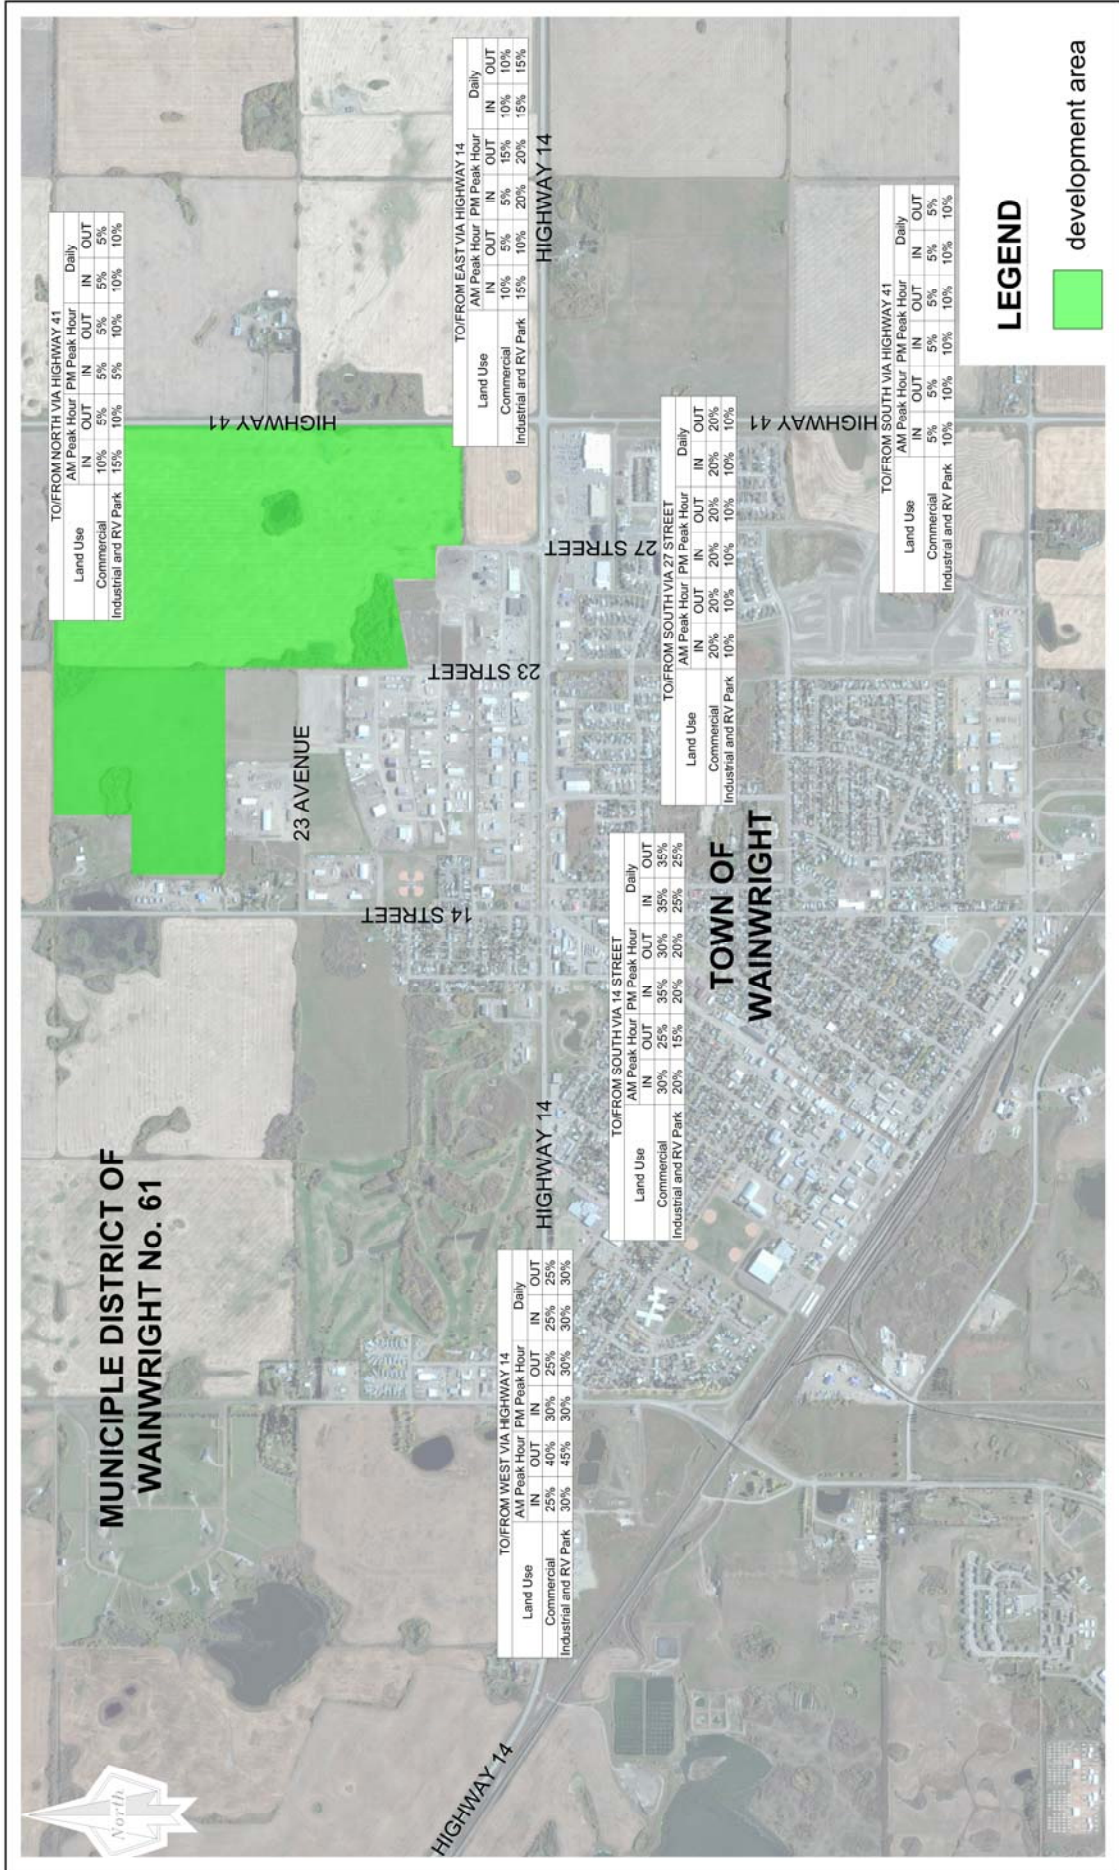 MUNICIPLE DISTRICT OF
WAINWRIGHT No. 61
North
HIGHWAY 14
TO/FROM WEST VIA HIGHWAY 14
Land Use AM Peak Hour PM Peak Hour Daily
IN OUT IN OUT IN OUT
Commercial 25% 40% 30% 25% 25% 25%
Industrial and RV Park 30% 45% 30% 30% 30% 30%
HIGHWAY 14
TO/FROM SOUTH VIA 14 STREET
Land Use AM Peak Hour PM Peak Hour Daily
IN OUT IN OUT IN OUT
Commercial 30% 25% 35% 30% 35% 35%
Industrial and RV Park 20% 15% 20% 20% 25% 25%
14 STREET
23 AVENUE
TOWN OF
WAINWRIGHT
23 STREET
27 STREET
TO/FROM SOUTH VIA 27 STREET
Land Use AM Peak Hour PM Peak Hour Daily
IN OUT IN OUT IN OUT
Commercial 20% 20% 20% 20% 20% 20%
Industrial and RV Park 10% 10% 10% 10% 10% 10%
TO/FROM NORTH VIA HIGHWAY 41
Land Use AM Peak Hour PM Peak Hour Daily
IN OUT IN OUT IN OUT
Commercial 10% 5% 5% 5% 5% 5%
Industrial and RV Park 15% 10% 5% 10% 10% 10%
HIGHWAY 41
TO/FROM EAST VIA HIGHWAY 14
Land Use AM Peak Hour PM Peak Hour Daily
IN OUT IN OUT IN OUT
Commercial 10% 5% 5% 15% 10% 10%
Industrial and RV Park 15% 10% 20% 20% 15% 15%
HIGHWAY 14
HIGHWAY 41
TO/FROM SOUTH VIA HIGHWAY 41
Land Use AM Peak Hour PM Peak Hour Daily
IN OUT IN OUT IN OUT
Commercial 5% 5% 5% 5% 5% 5%
Industrial and RV Park 10% 10% 10% 10% 10% 10%
LEGEND
development area